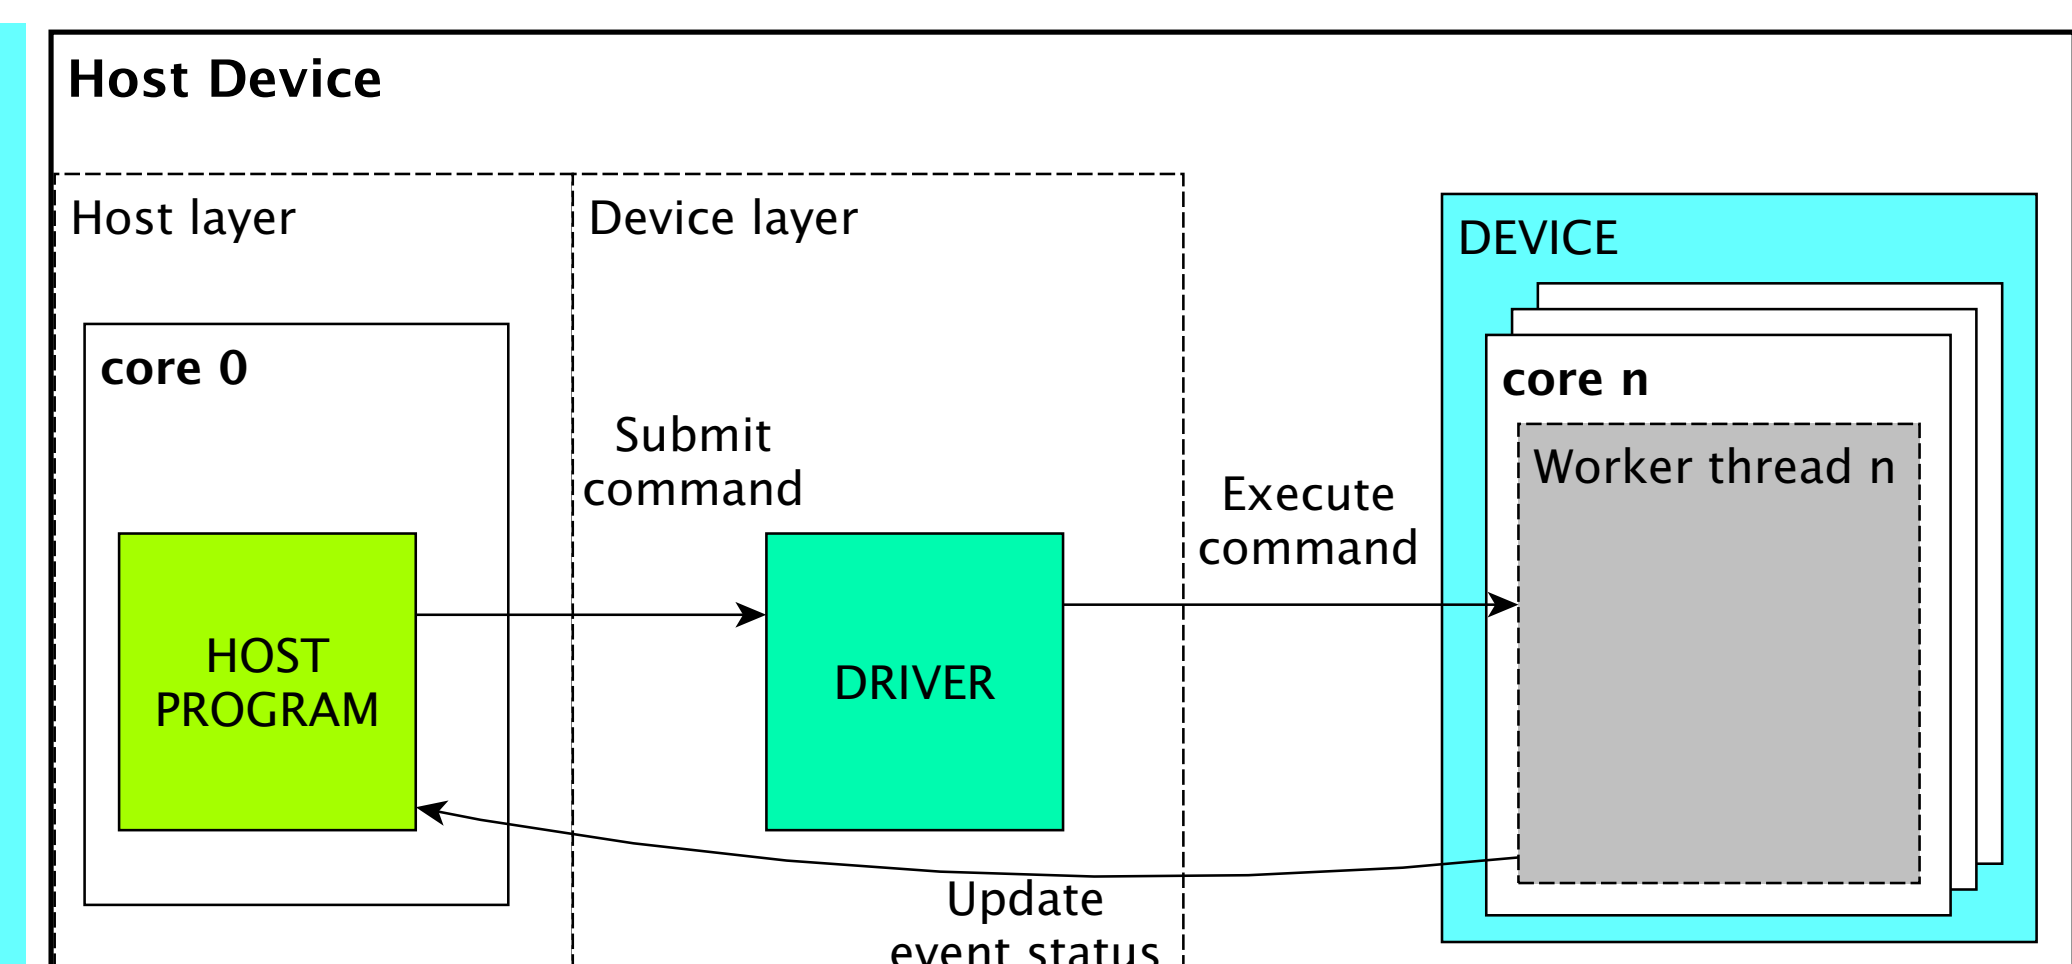 Host Device
Host layer
Device layer
DEVICE
core 0
core n
Submit
command
Execute
command
Worker thread n
HOST
PROGRAM
DRIVER
Update
event status